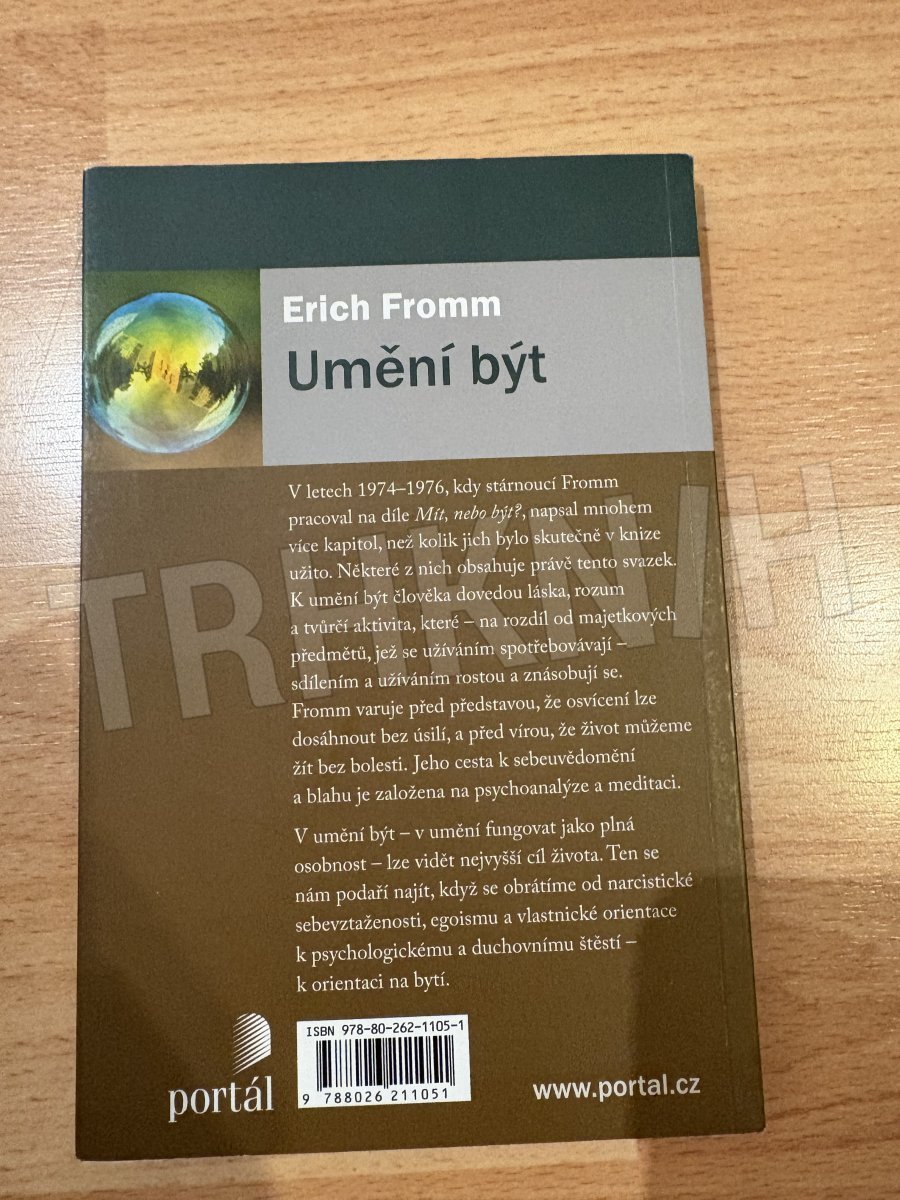 Erich Fromm
Umění být
V letech 1974–1976, kdy stárnoucí Fromm
pracoval na díle Mít, nebo být?, napsal mnohem
více kapitol, než kolik jich bylo skutečně v knize
užito. Některé z nich obsahuje právě tento svazek.
K umění být člověka dovedou láska, rozum
a tvůrčí aktivita, které – na rozdíl od majetkových
předmětů, jež se užíváním spotřebovávají –
sdílením a užíváním rostou a znásobují se.
Fromm varuje před představou, že osvícení lze
dosáhnout bez úsilí, a před vírou, že život můžeme
žít bez bolesti. Jeho cesta k sebeuvědomění
a blahu je založena na psychoanalýze a meditaci.
V umění být – v umění fungovat jako plná
osobnost – lze vidět nejvyšší cíl života. Ten se
nám podaří najít, když se obrátíme od narcistické
sebevztaženosti, egoismu a vlastnické orientace
k psychologickému a duchovnímu štěstí –
k orientaci na bytí.
ISBN 978-80-262-1105-1
9 788026 211051
portál
www.portal.cz
TRHKNIH